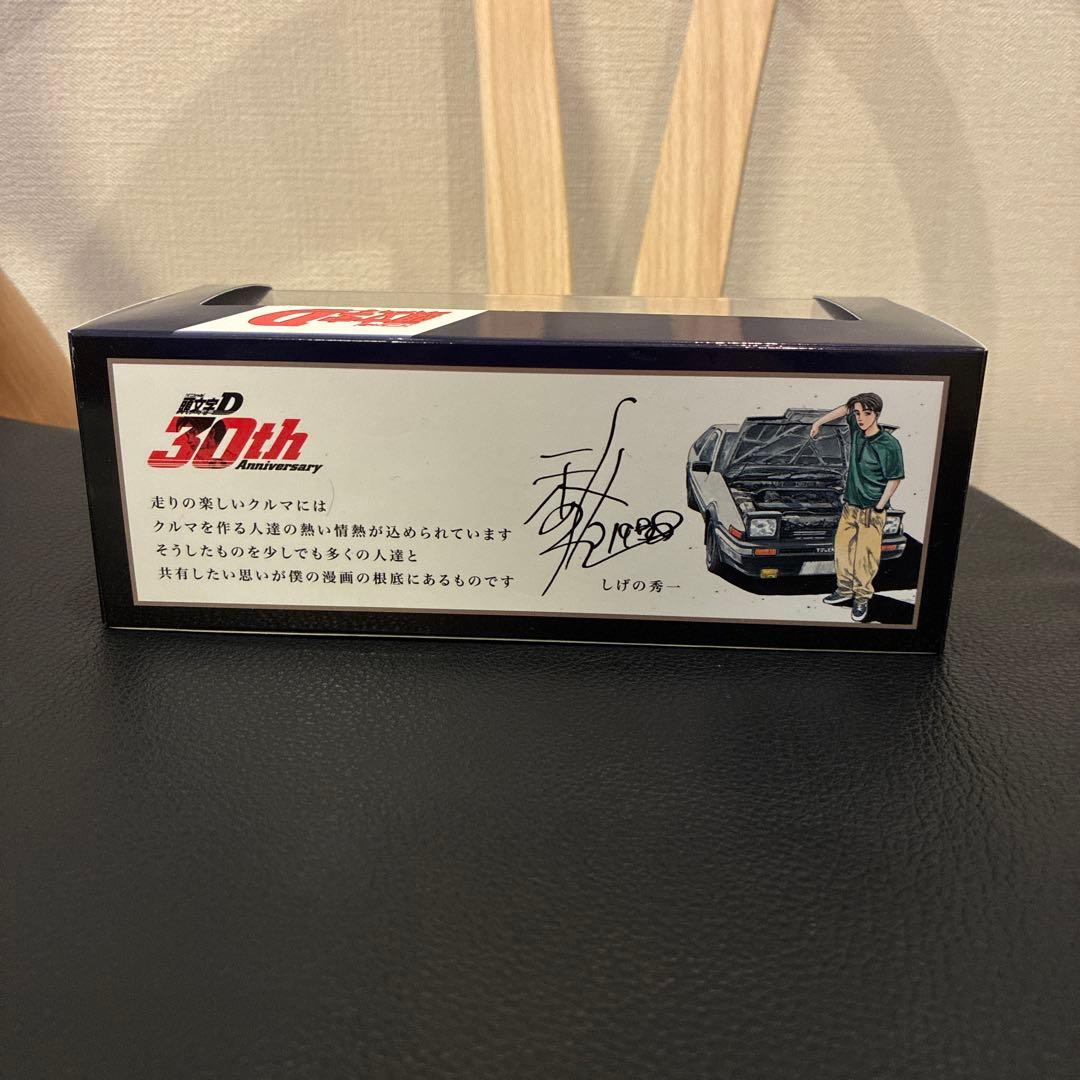 頭文字D
頭文字D
30th
Anniversary
走りの楽しいクルマには
クルマを作る人達の熱い情熱が込められています
そうしたものを少しでも多くの人達と
共有したい思いが僕の漫画の根底にあるものです
しげの秀一